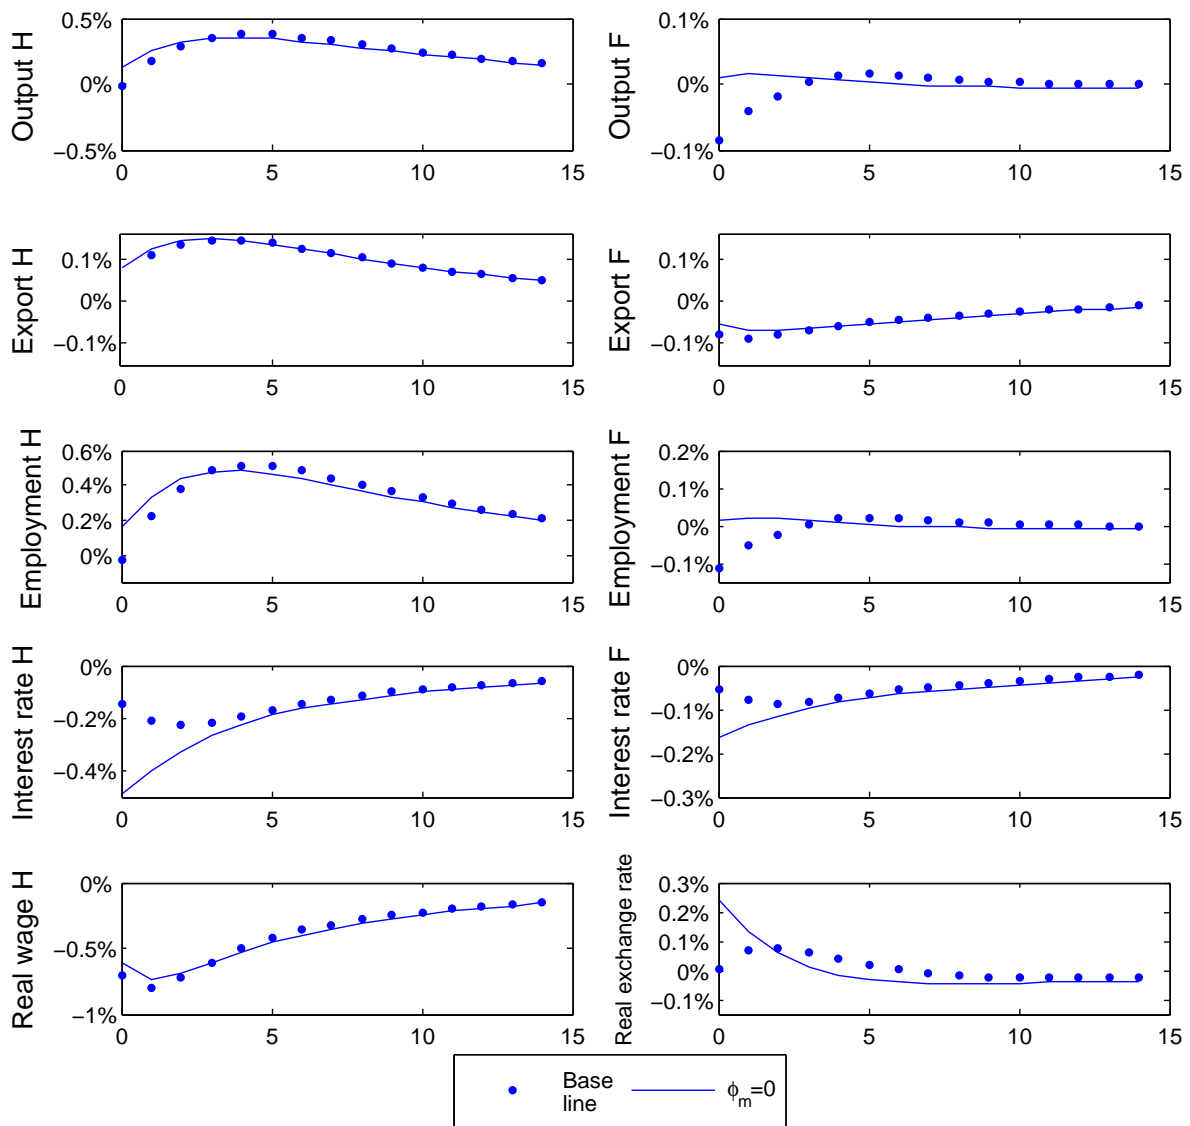 Output H
0.5%
0%
−0.5%
0 5 10 15
Output F
0.1%
0%
−0.1%
0 5 10 15
Export H
0.1%
0%
−0.1%
0 5 10 15
Export F
0.1%
0%
−0.1%
0 5 10 15
Employment H
0.6%
0.4%
0.2%
0%
0 5 10 15
Employment F
0.2%
0.1%
0%
−0.1%
0 5 10 15
Interest rate H
0%
−0.2%
−0.4%
0 5 10 15
Interest rate F
0%
−0.1%
−0.2%
−0.3%
0 5 10 15
Real wage H
0%
−0.5%
−1%
0 5 10 15
Real exchange rate
0.3%
0.2%
0.1%
0%
−0.1%
0 5 10 15
Base
line
ϕm=0